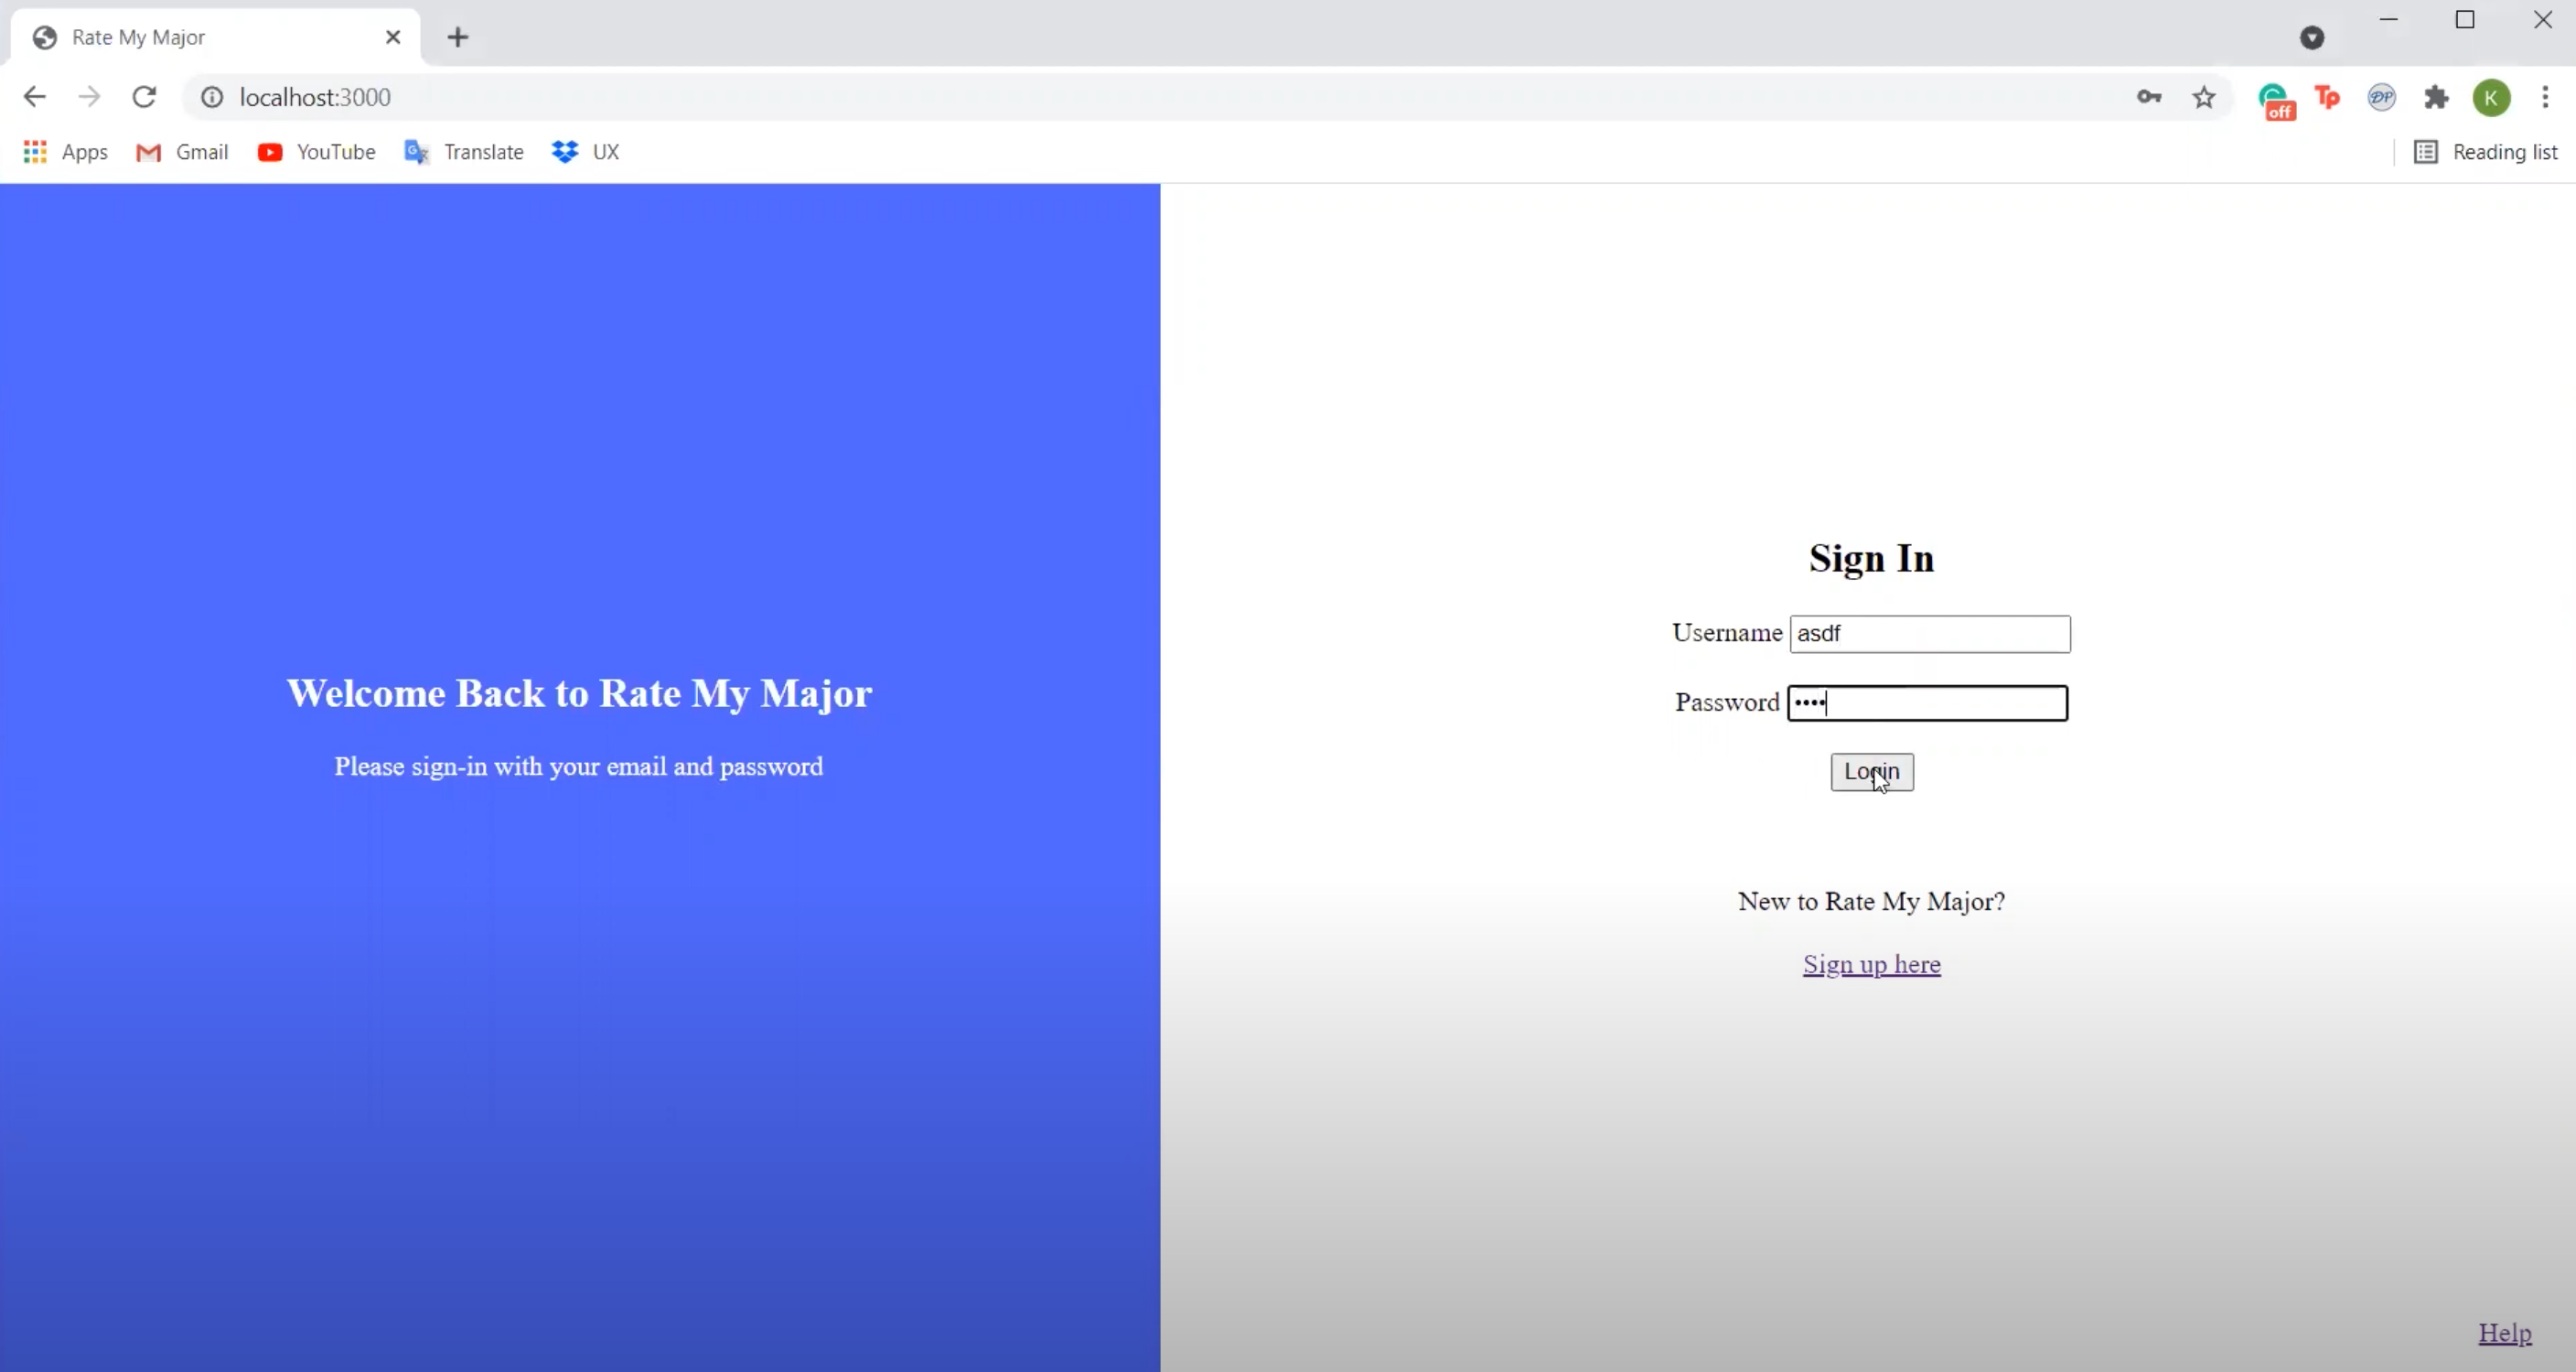 Rate My Major
localhost:3000
off
Tp
DP
K
Apps
Gmail
YouTube
Translate
UX
Reading list
Welcome Back to Rate My Major
Please sign-in with your email and password
Sign In
Username asdf
Password ••••
Login
New to Rate My Major?
Sign up here
Help